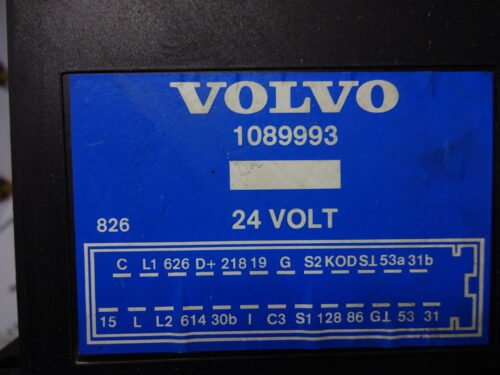 VOLVO
1089993
826 24 VOLT
C L1 626 D+ 218 19 G S2 KOD S⊥ 53a 31b
15 L L2 614 30b I C3 S1 128 86 G⊥ 53 31